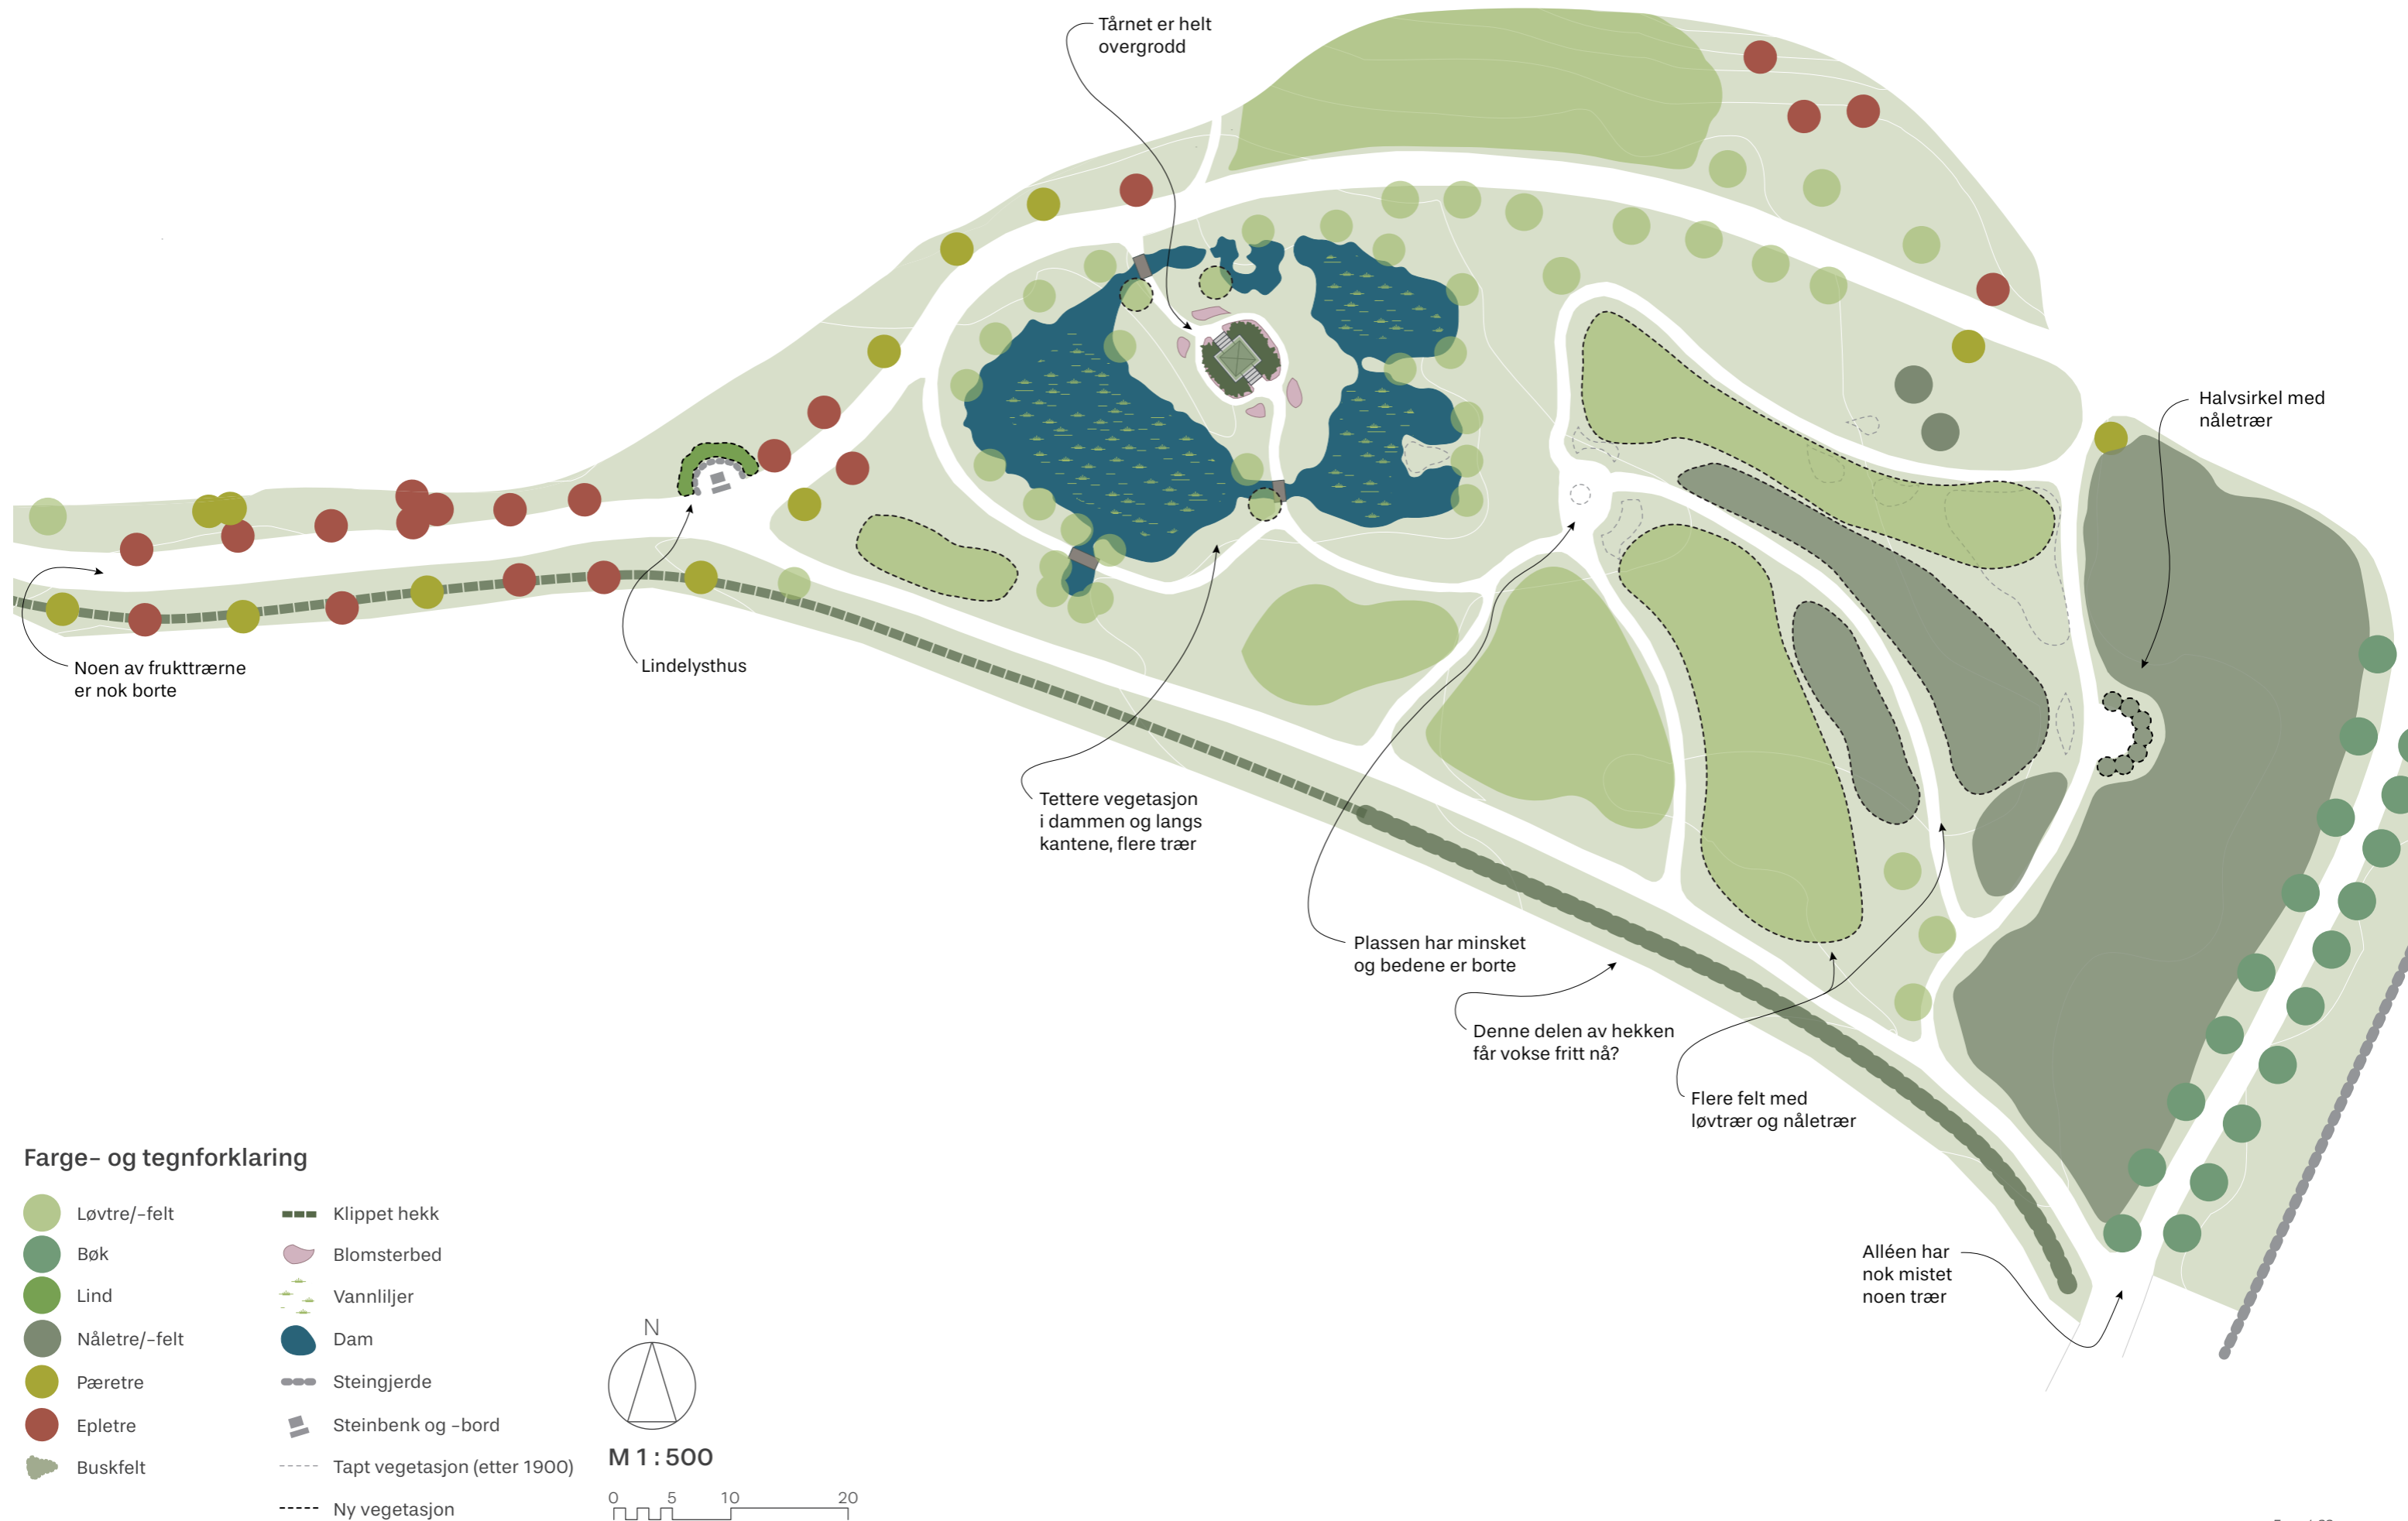 Tårnet er helt
overgrodd
Halvsirkel med
nåletrær
Noen av frukttrærne
er nok borte
Lindelysthus
Tettere vegetasjon
i dammen og langs
kantene, flere trær
Plassen har minsket
og bedene er borte
Denne delen av hekken
får vokse fritt nå?
Flere felt med
løvtrær og nåletrær
Alléen har
nok mistet
noen trær
Farge- og tegnforklaring
Løvtre/-felt
Bøk
Lind
Nåletre/-felt
Pæretre
Epletre
Buskfelt
Klippet hekk
Blomsterbed
Vannliljer
Dam
Steingjerde
Steinbenk og -bord
Tapt vegetasjon (etter 1900)
Ny vegetasjon
N
M 1 : 500
0 5 10 20